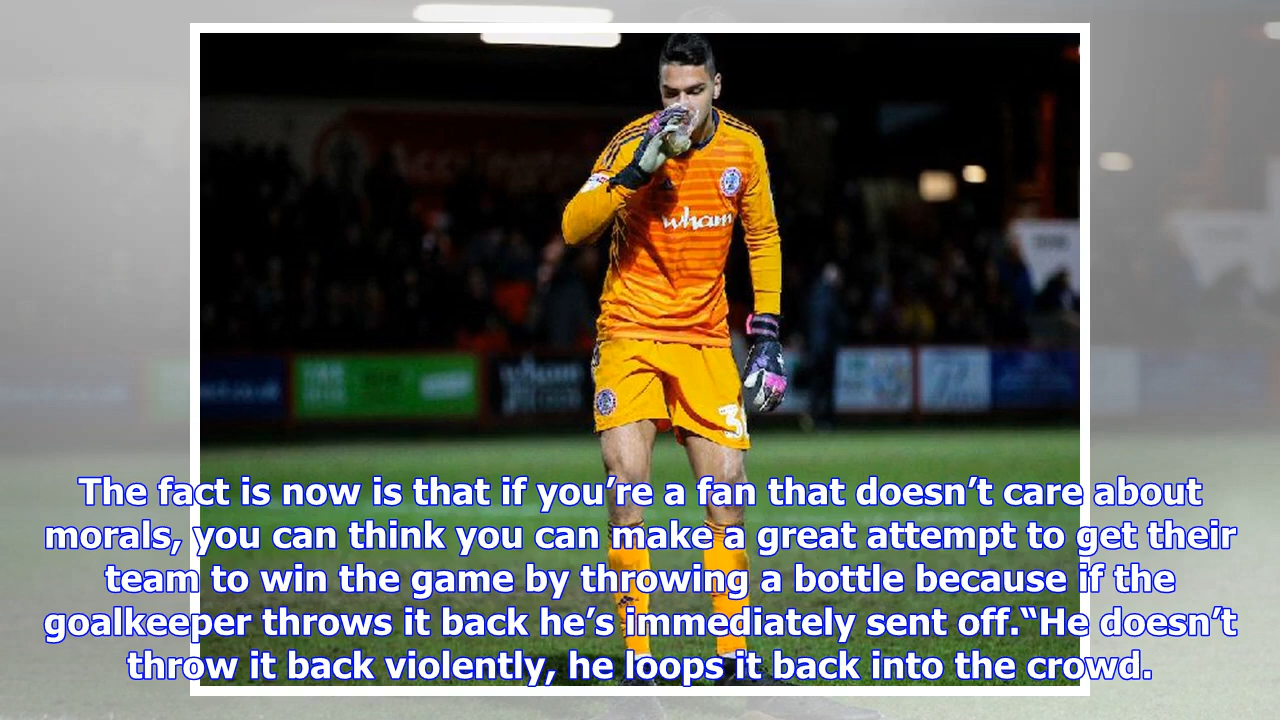 wham
3
The fact is now is that if you’re a fan that doesn’t care about
morals, you can think you can make a great attempt to get their
team to win the game by throwing a bottle because if the
goalkeeper throws it back he’s immediately sent off.“He doesn’t
throw it back violently, he loops it back into the crowd.